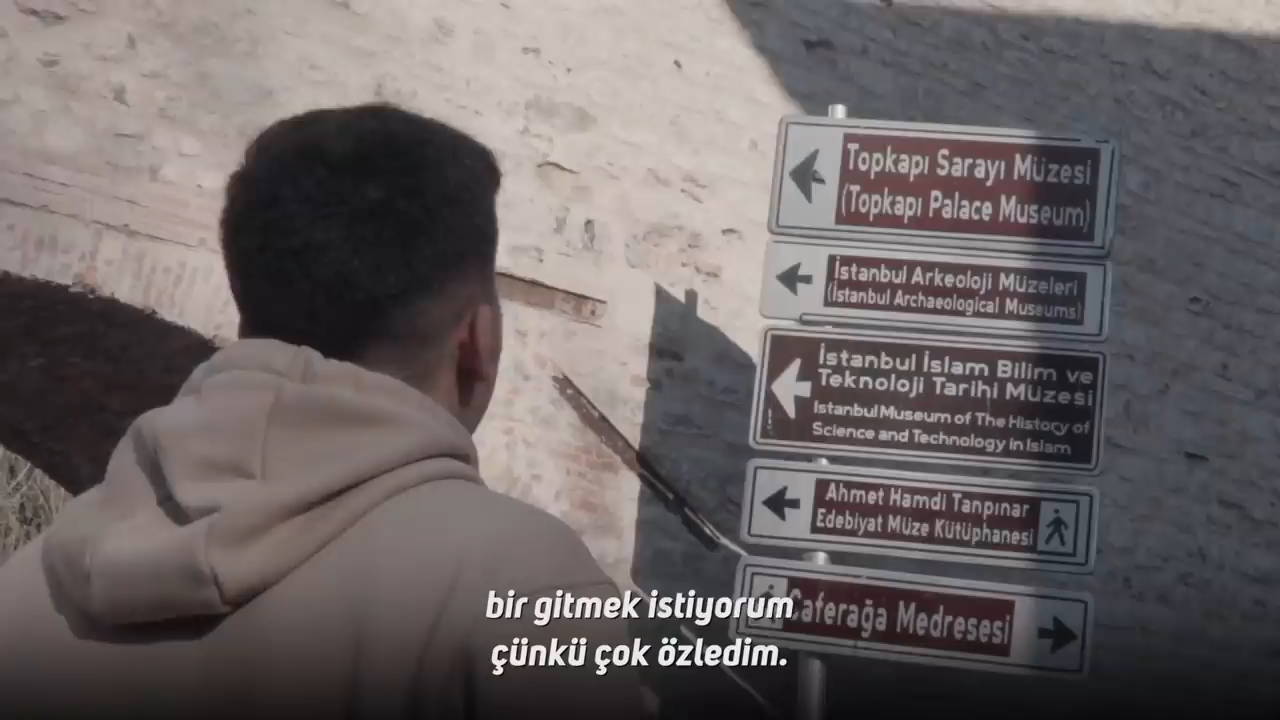 Topkapı Sarayı Müzesi
(Topkapı Palace Museum)
İstanbul Arkeoloji Müzeleri
(İstanbul Archaeological Museums)
İstanbul İslam Bilim ve
Teknoloji Tarihi Müzesi
Istanbul Museum of The History of
Science and Technology in Islam
Ahmet Hamdi Tanpınar
Edebiyat Müze Kütüphanesi
Caferağa Medresesi
bir gitmek istiyorum
çünkü çok özledim.